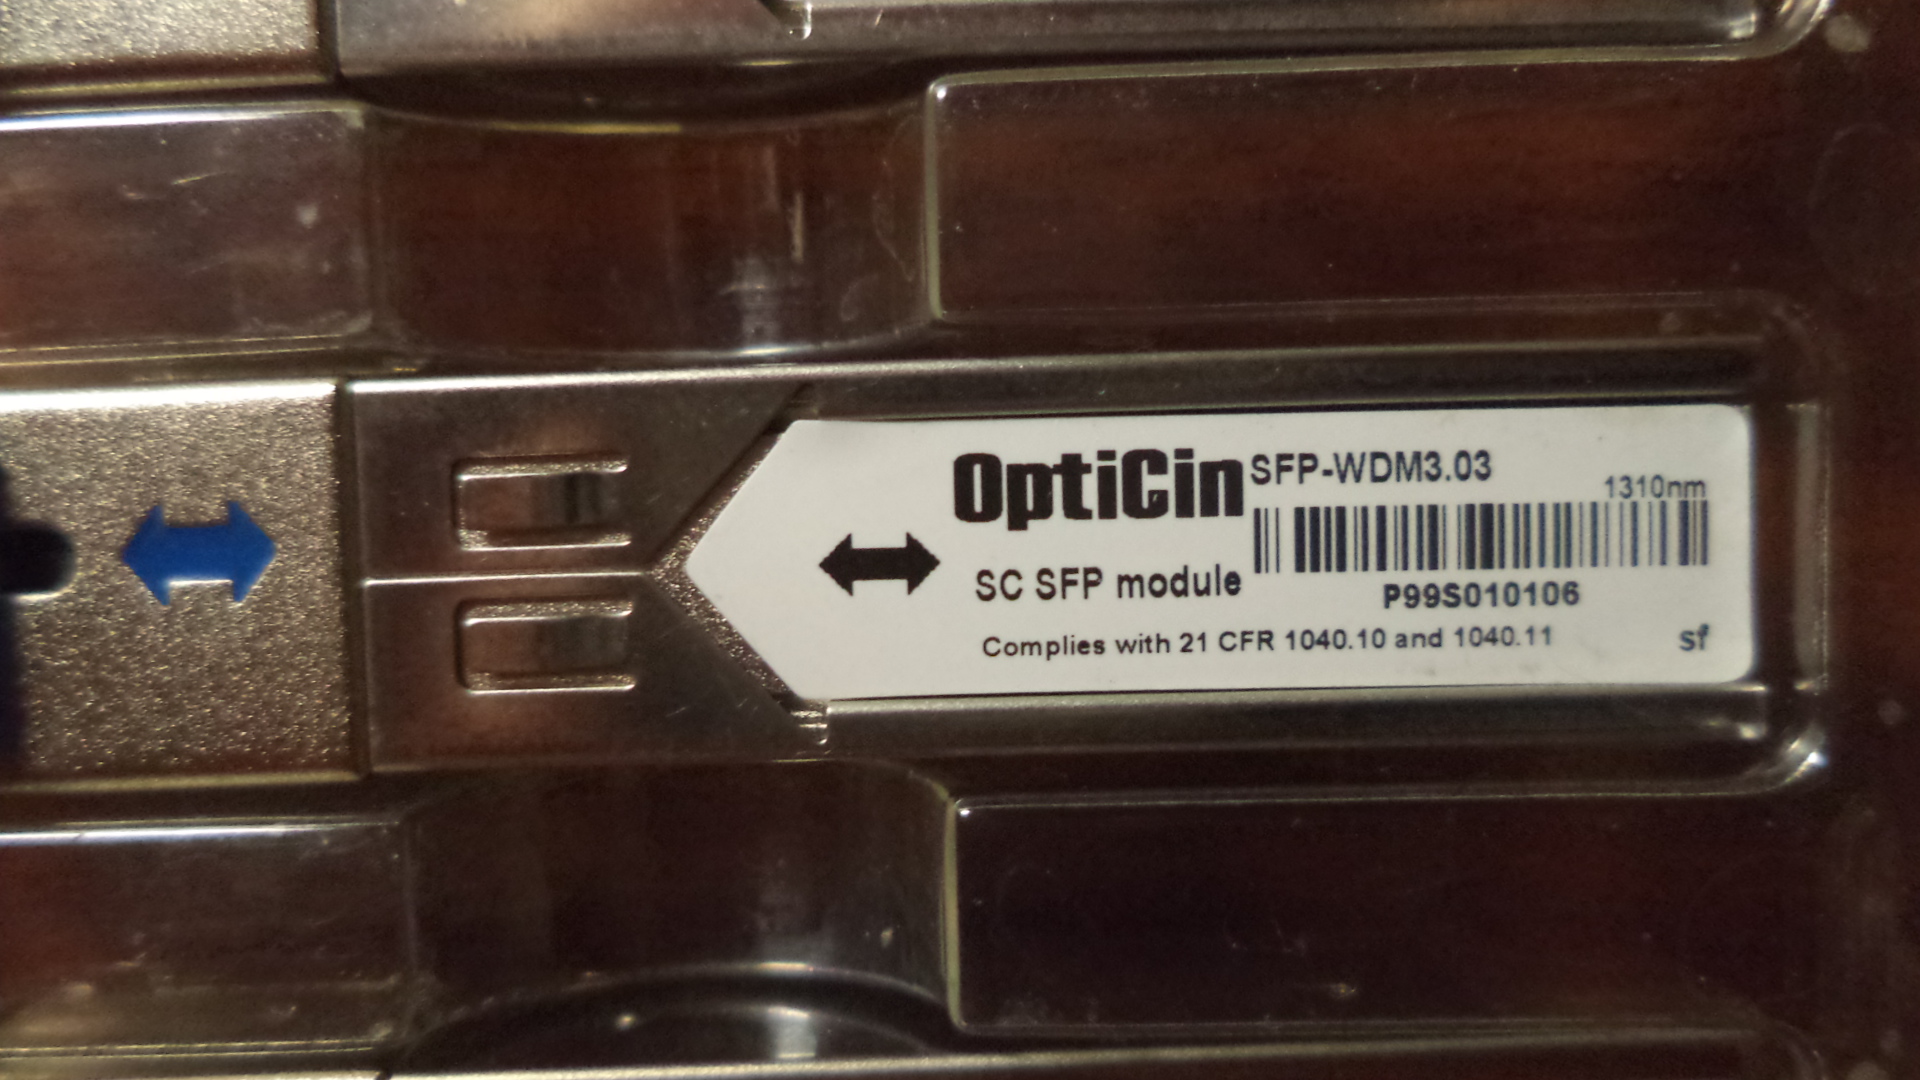 OptiCin SFP-WDM3.03
1310nm
SC SFP module
P99S010106
Complies with 21 CFR 1040.10 and 1040.11
sf